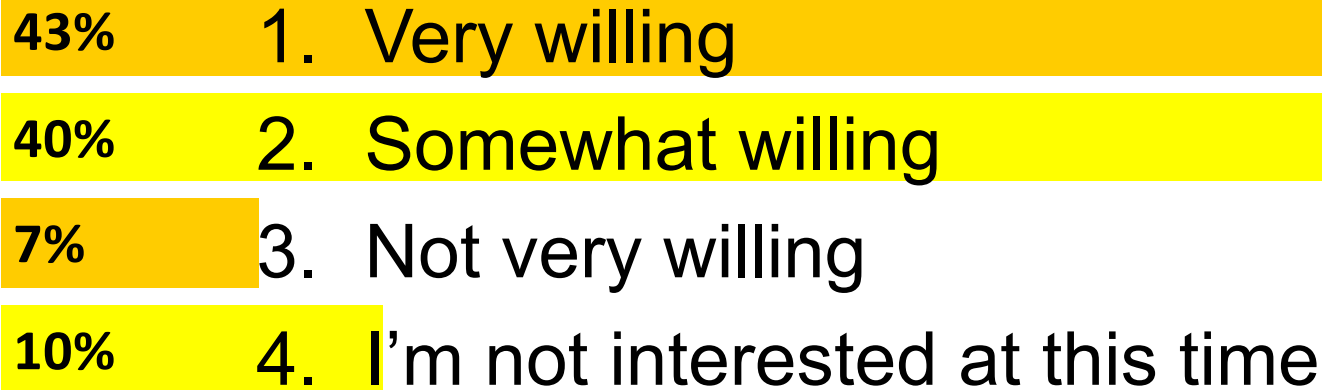 43% 1. Very willing
40% 2. Somewhat willing
7% 3. Not very willing
10% 4. I’m not interested at this time